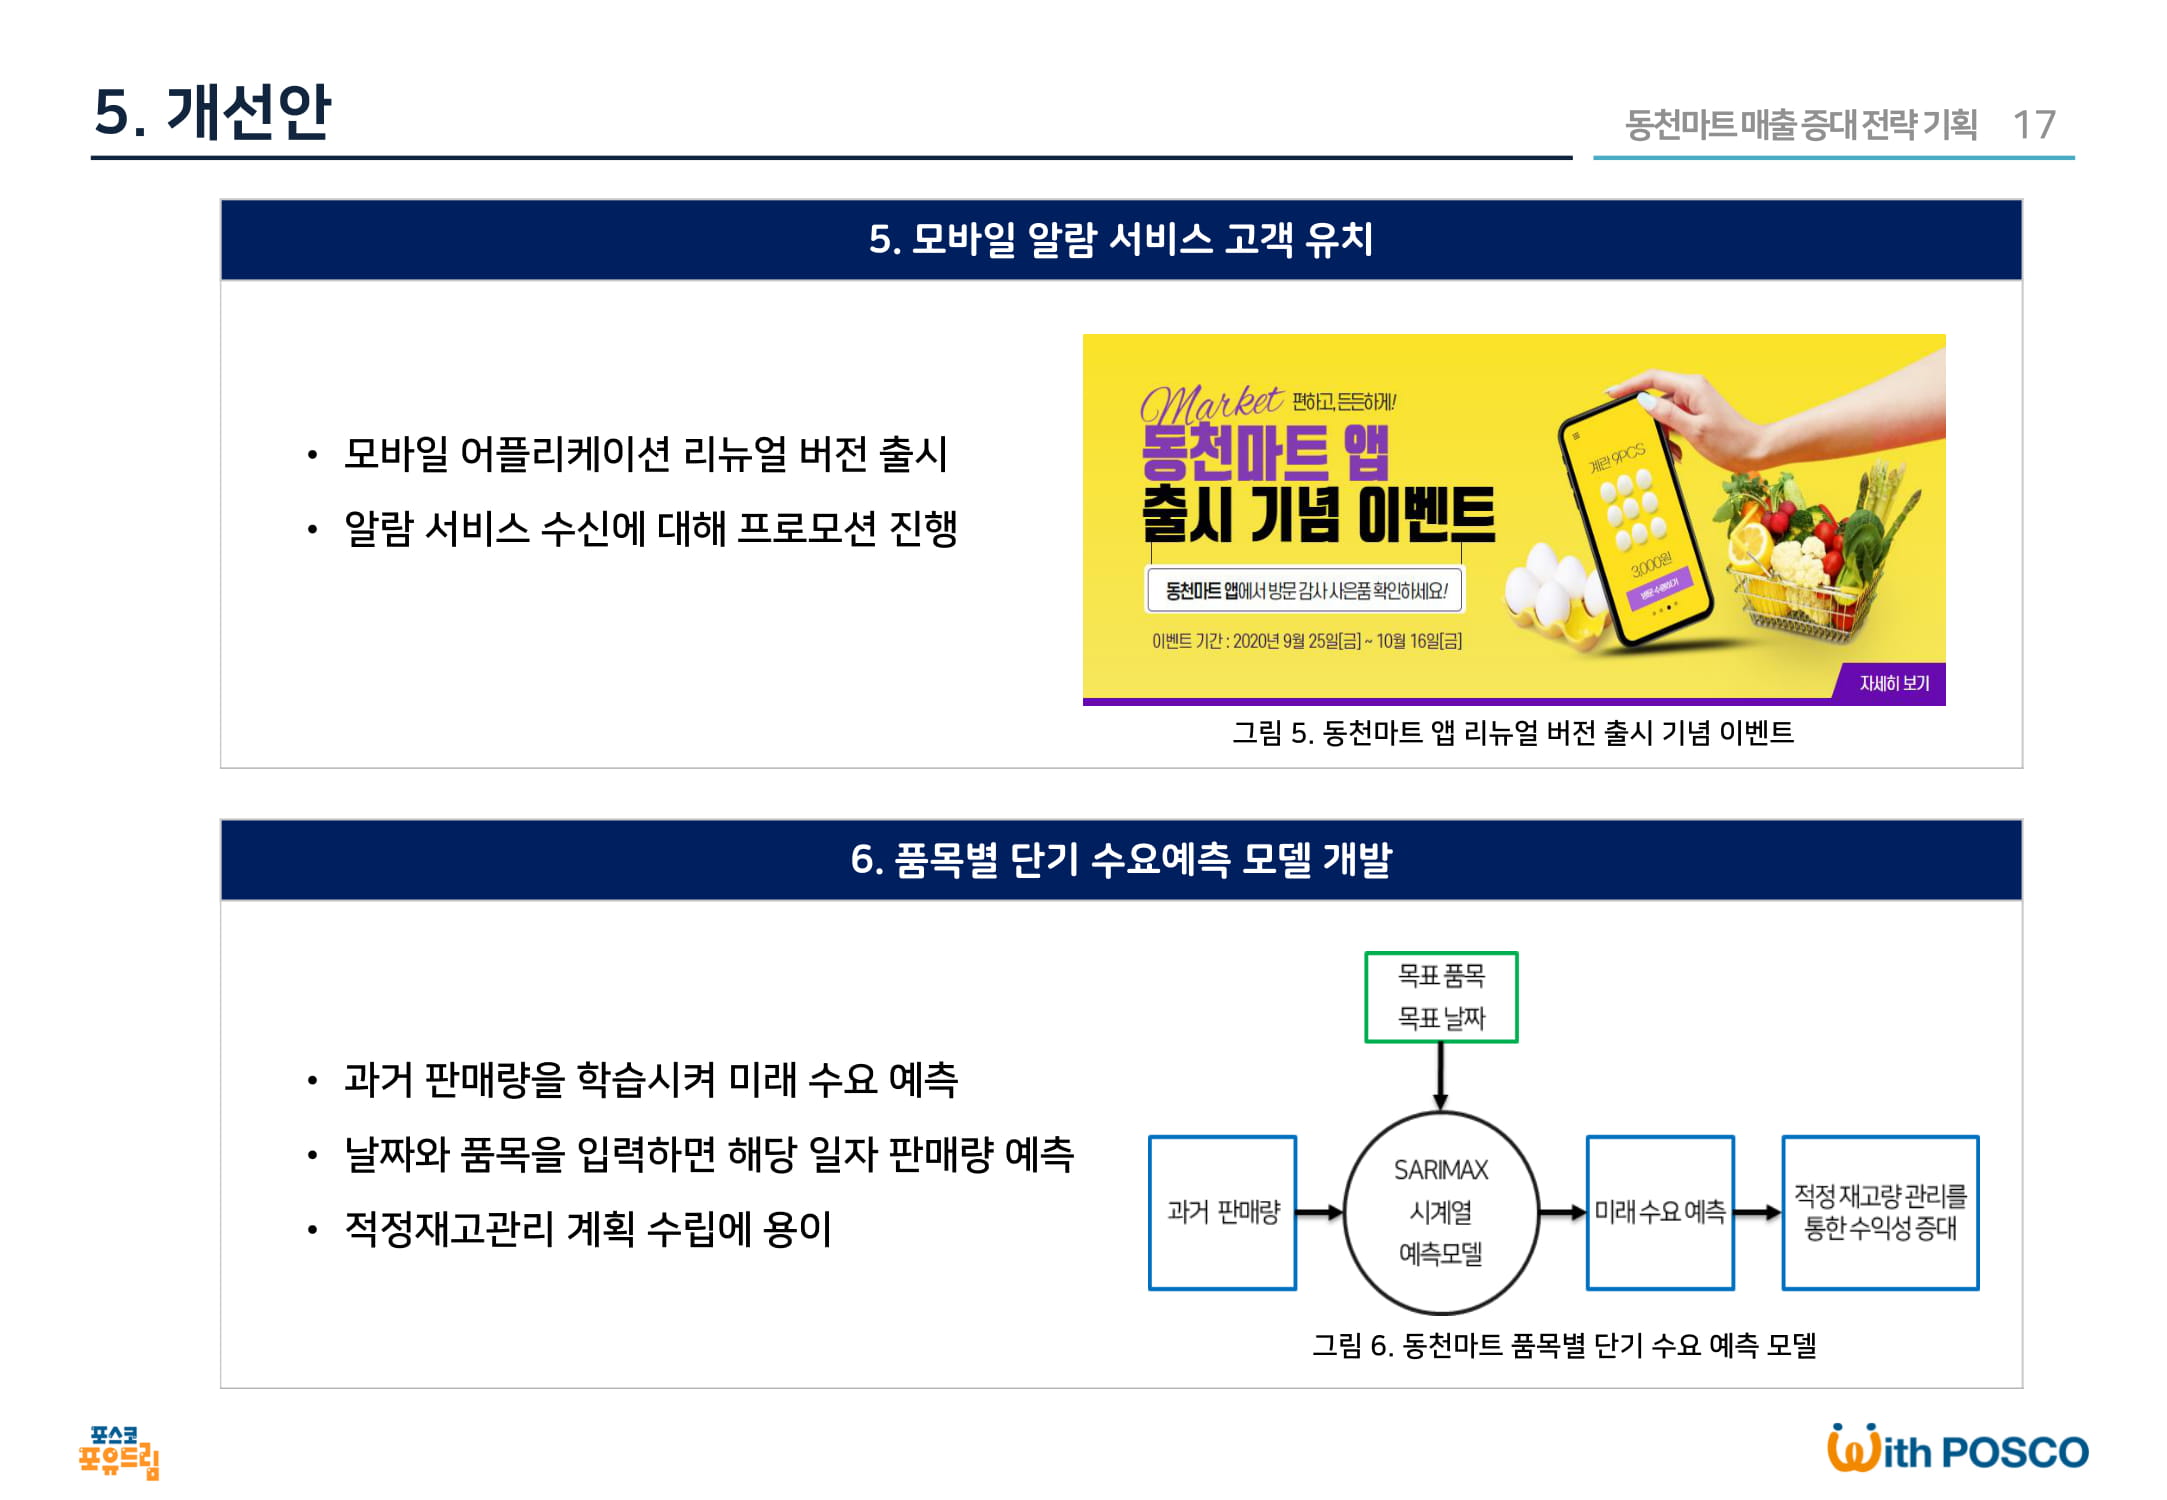 5. 개선안
동천마트 매출 증대 전략 기획 17
5. 모바일 알람 서비스 고객 유치
• 모바일 어플리케이션 리뉴얼 버전 출시
• 알람 서비스 수신에 대해 프로모션 진행
Market 편하고, 든든하게!
동천마트 앱
출시 기념 이벤트
동천마트 앱에서 방문 감사 사은품 확인하세요!
이벤트 기간 : 2020년 9월 25일[금] ~ 10월 16일[금]
계란 9PCS
3,000원
방문수령하기
자세히 보기
그림 5. 동천마트 앱 리뉴얼 버전 출시 기념 이벤트
6. 품목별 단기 수요예측 모델 개발
• 과거 판매량을 학습시켜 미래 수요 예측
• 날짜와 품목을 입력하면 해당 일자 판매량 예측
• 적정재고관리 계획 수립에 용이
목표 품목
목표 날짜
과거 판매량
SARIMAX
시계열
예측모델
미래 수요 예측
적정 재고량 관리를
통한 수익성 증대
그림 6. 동천마트 품목별 단기 수요 예측 모델
포스코
포유드림
With POSCO